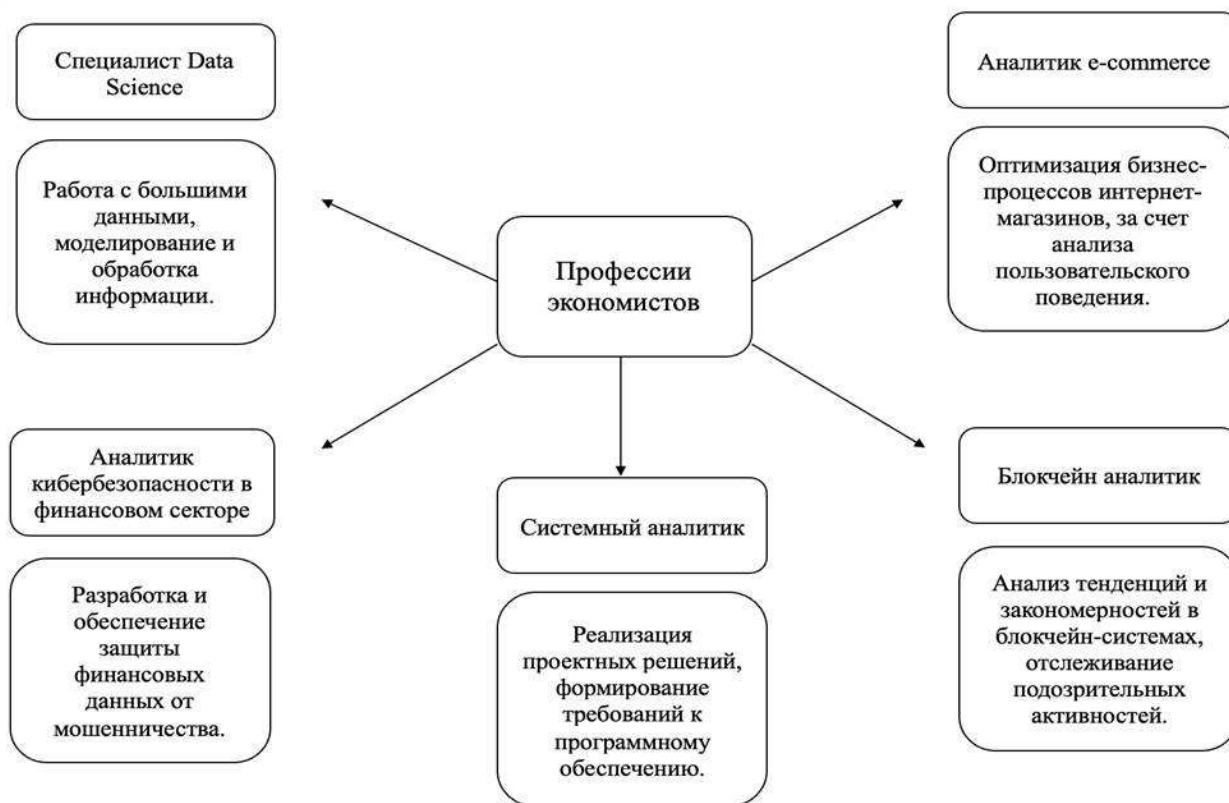 Специалист Data
Science
Работа с большими
данными,
моделирование и
обработка
информации.
Аналитик e-commerce
Оптимизация бизнес-
процессов интернет-
магазинов, за счет
анализа
пользовательского
поведения.
Профессии
экономистов
Аналитик
кибербезопасности в
финансовом секторе
Разработка и
обеспечение
защиты
финансовых
данных от
мошенничества.
Системный аналитик
Реализация
проектных решений,
формирование
требований к
программному
обеспечению.
Блокчейн аналитик
Анализ тенденций и
закономерностей в
блокчейн-системах,
отслеживание
подозрительных
активностей.